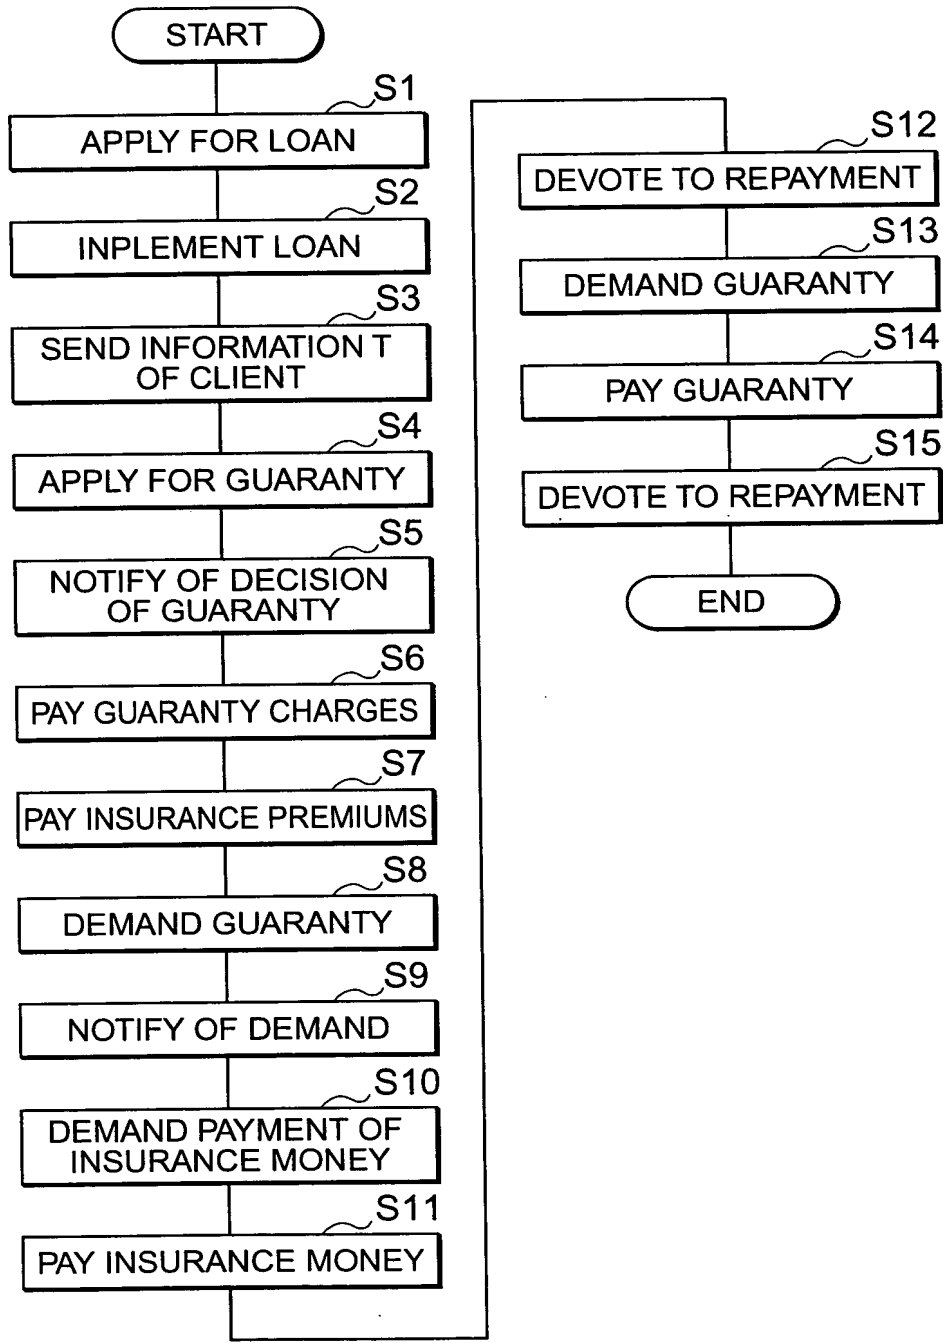 START
S1
APPLY FOR LOAN
S2
INPLEMENT LOAN
S3
SEND INFORMATION T
OF CLIENT
S4
APPLY FOR GUARANTY
S5
NOTIFY OF DECISION
OF GUARANTY
S6
PAY GUARANTY CHARGES
S7
PAY INSURANCE PREMIUMS
S8
DEMAND GUARANTY
S9
NOTIFY OF DEMAND
S10
DEMAND PAYMENT OF
INSURANCE MONEY
S11
PAY INSURANCE MONEY
S12
DEVOTE TO REPAYMENT
S13
DEMAND GUARANTY
S14
PAY GUARANTY
S15
DEVOTE TO REPAYMENT
END